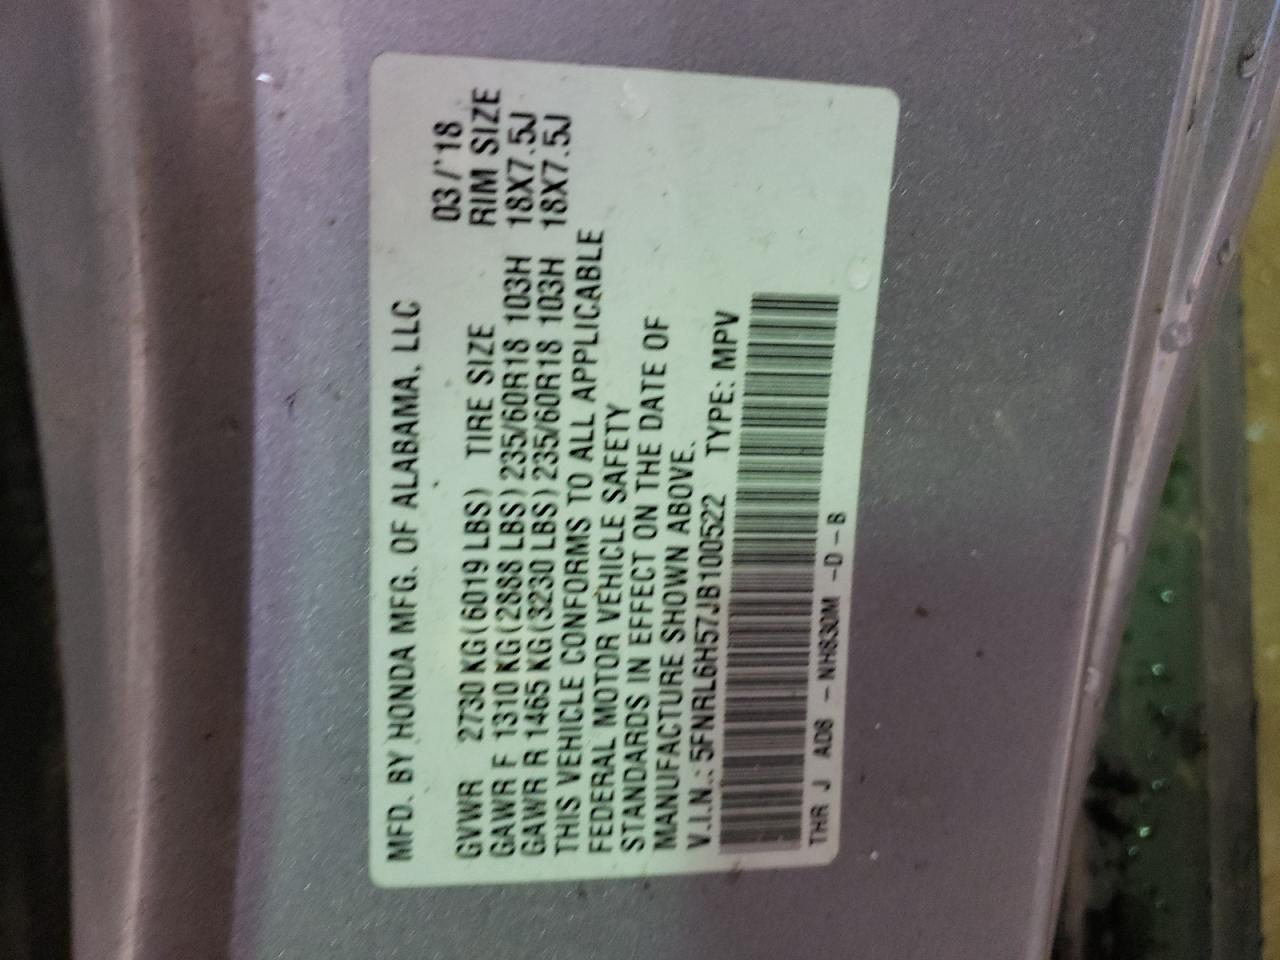 MFD. BY HONDA MFG. OF ALABAMA, LLC 03/'18
GVWR 2730 KG (6019 LBS) TIRE SIZE RIM SIZE
GAWR F 1310 KG (2888 LBS) 235/60R18 103H 18X7.5J
GAWR R 1465 KG (3230 LBS) 235/60R18 103H 18X7.5J
THIS VEHICLE CONFORMS TO ALL APPLICABLE
FEDERAL MOTOR VEHICLE SAFETY
STANDARDS IN EFFECT ON THE DATE OF
MANUFACTURE SHOWN ABOVE.
V.I.N.: 5FNRL6H57JB100522 TYPE: MPV
THR J AD8 -NH830M -D-B